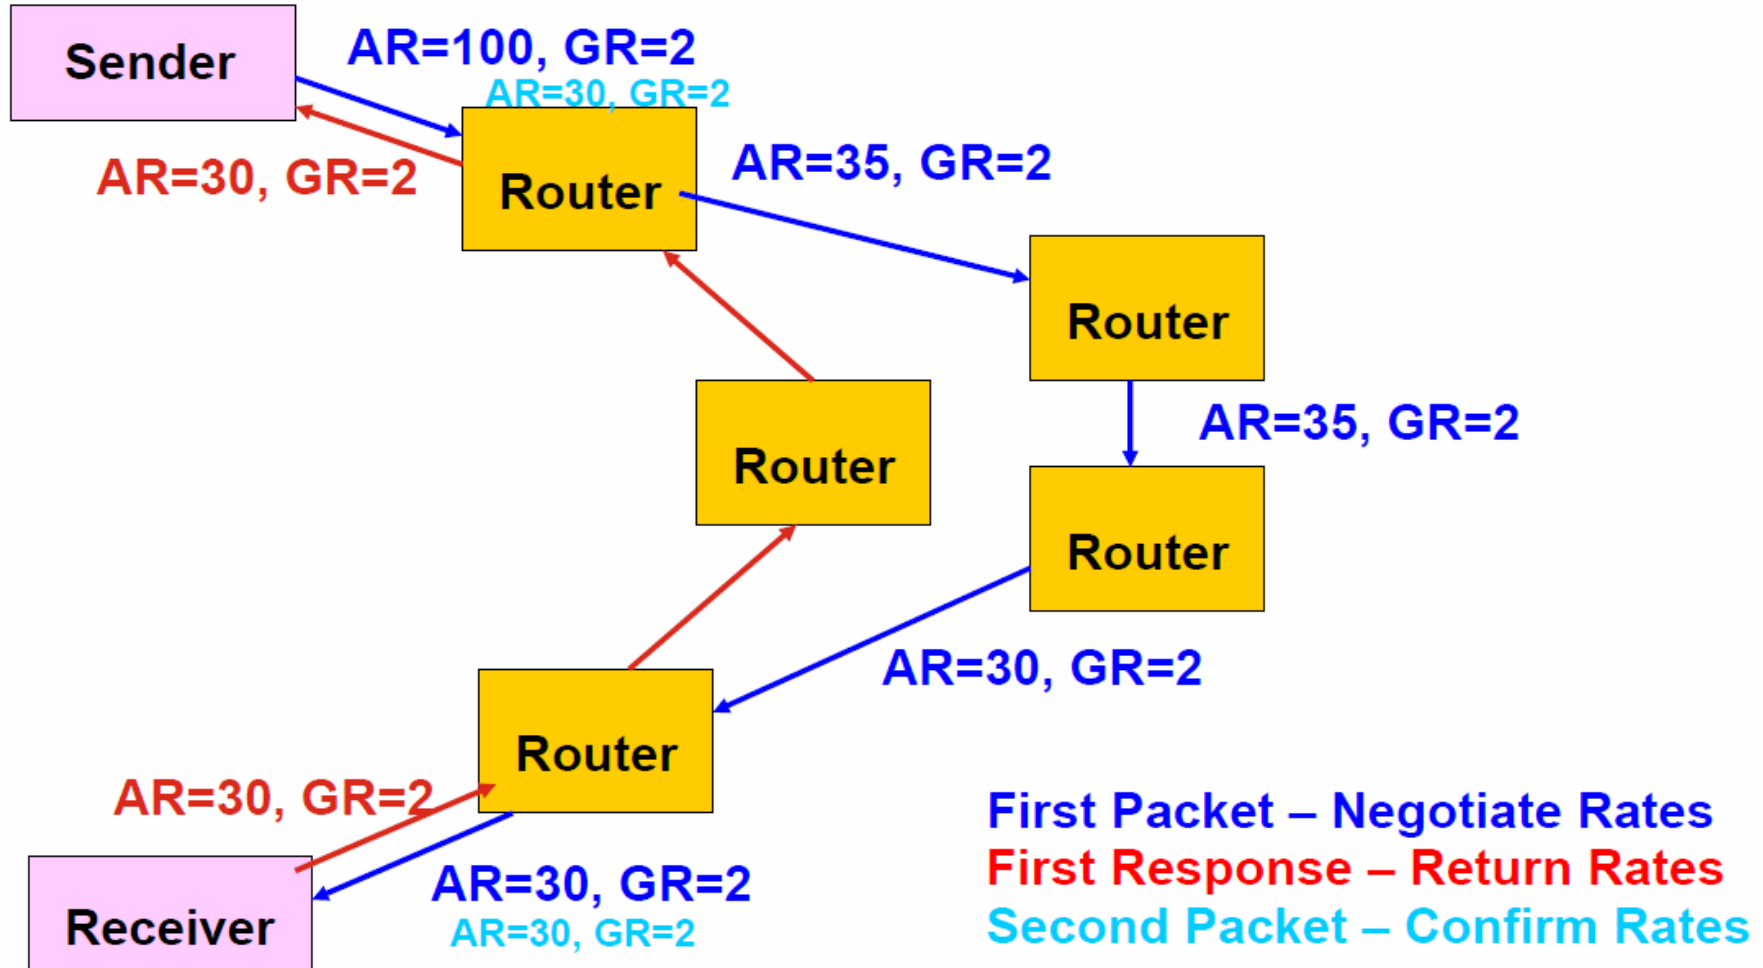 Sender
AR=100, GR=2
AR=30, GR=2
AR=30, GR=2
Router
AR=35, GR=2
Router
AR=35, GR=2
Router
Router
AR=30, GR=2
Router
AR=30, GR=2
AR=30, GR=2
AR=30, GR=2
Receiver
First Packet – Negotiate Rates
First Response – Return Rates
Second Packet – Confirm Rates